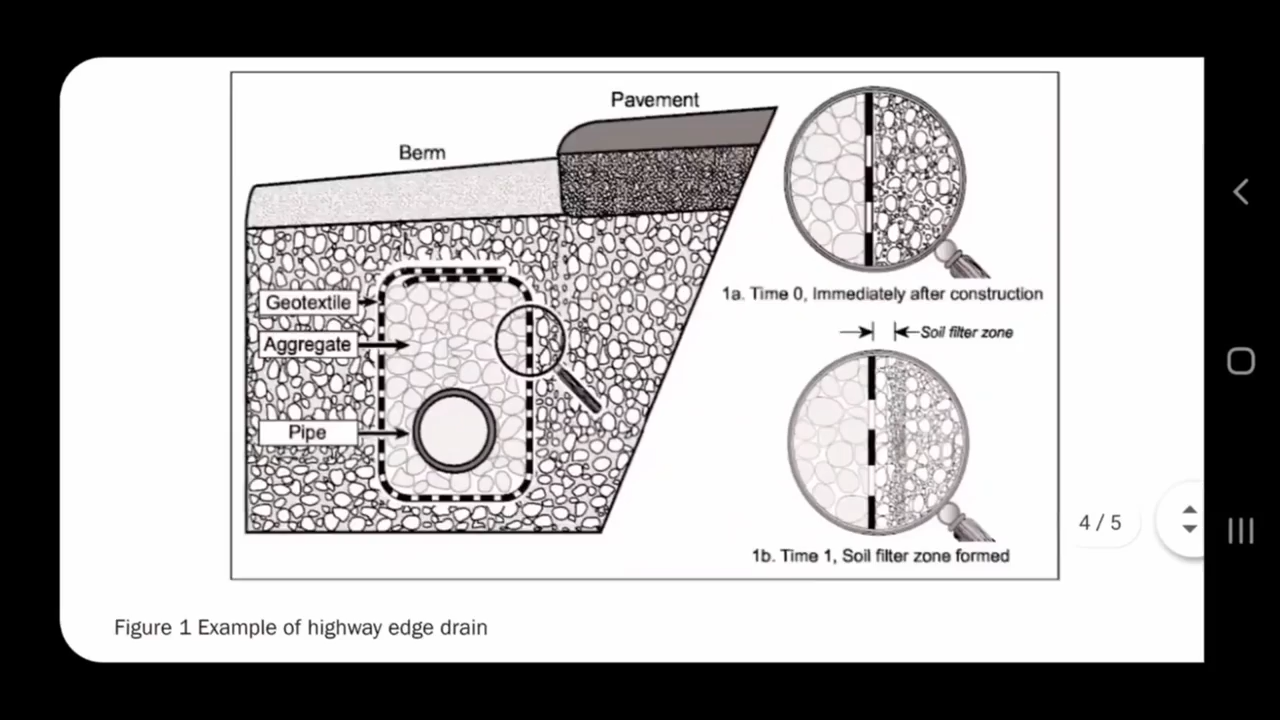 Pavement
Berm
Geotextile
Aggregate
Pipe
1a. Time 0, Immediately after construction
Soil filter zone
1b. Time 1, Soil filter zone formed
4 / 5
Figure 1 Example of highway edge drain